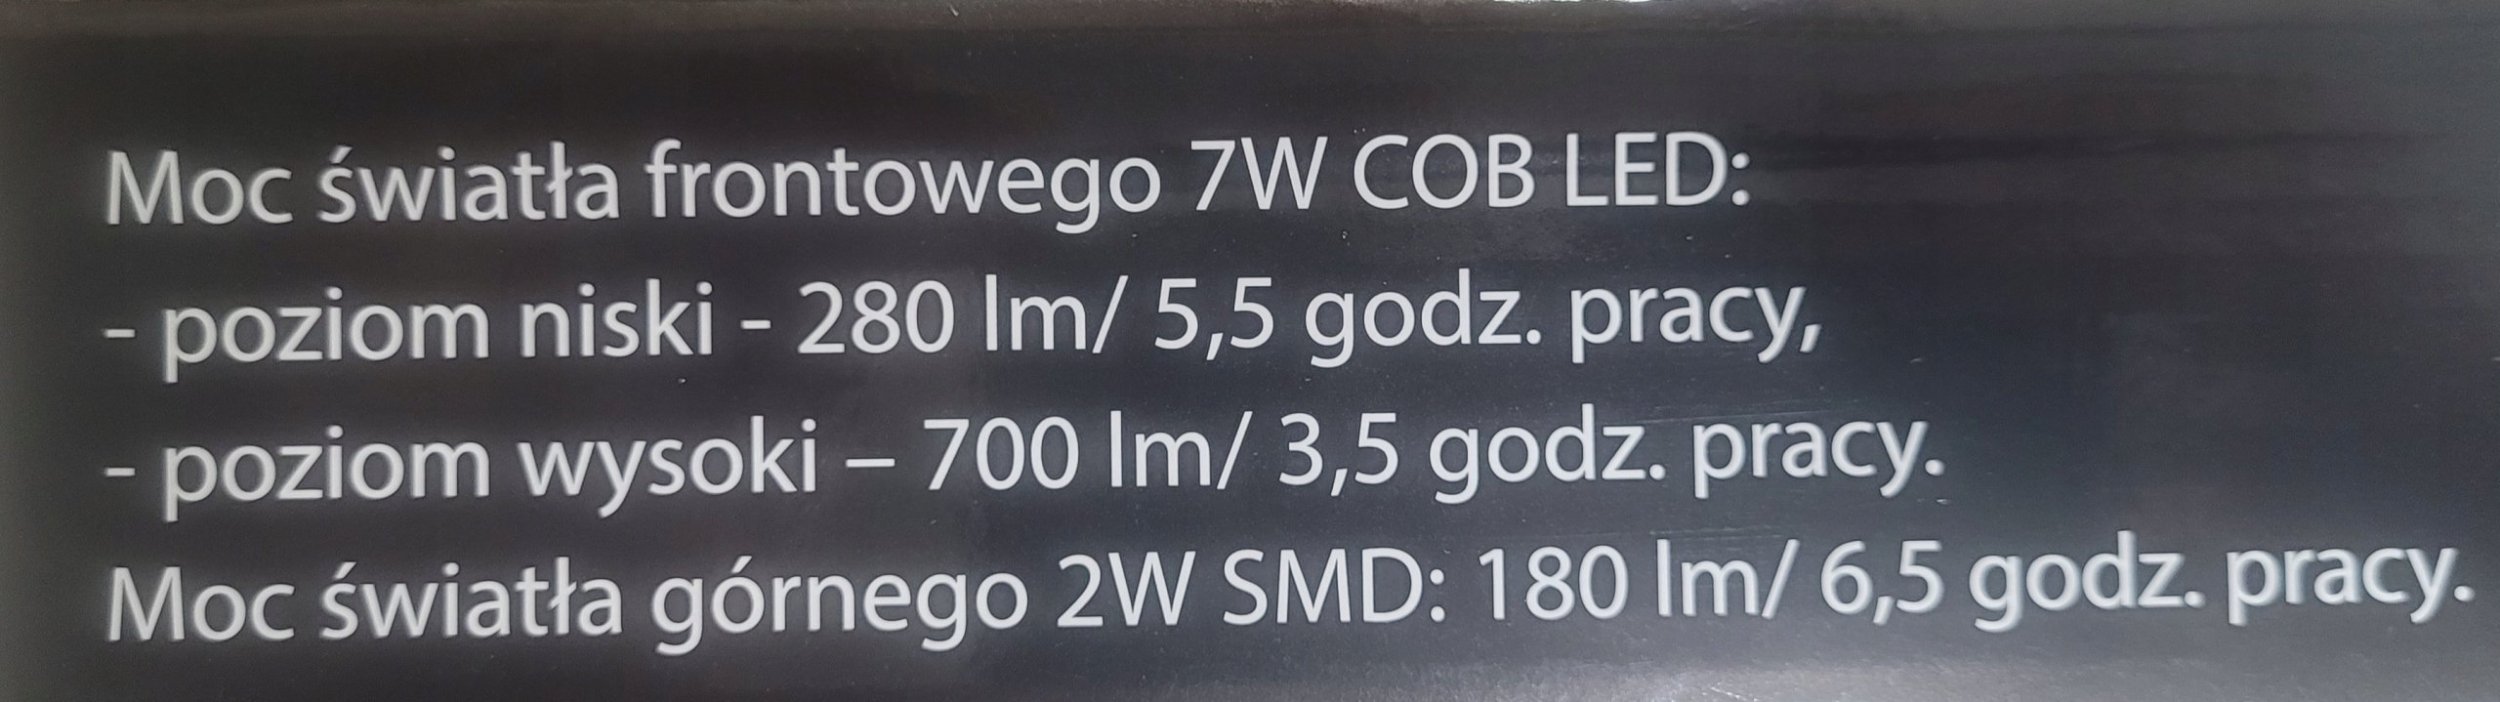 Moc światła frontowego 7W COB LED:
- poziom niski - 280 lm/ 5,5 godz. pracy,
- poziom wysoki – 700 lm/ 3,5 godz. pracy.
Moc światła górnego 2W SMD: 180 lm/ 6,5 godz. pracy.